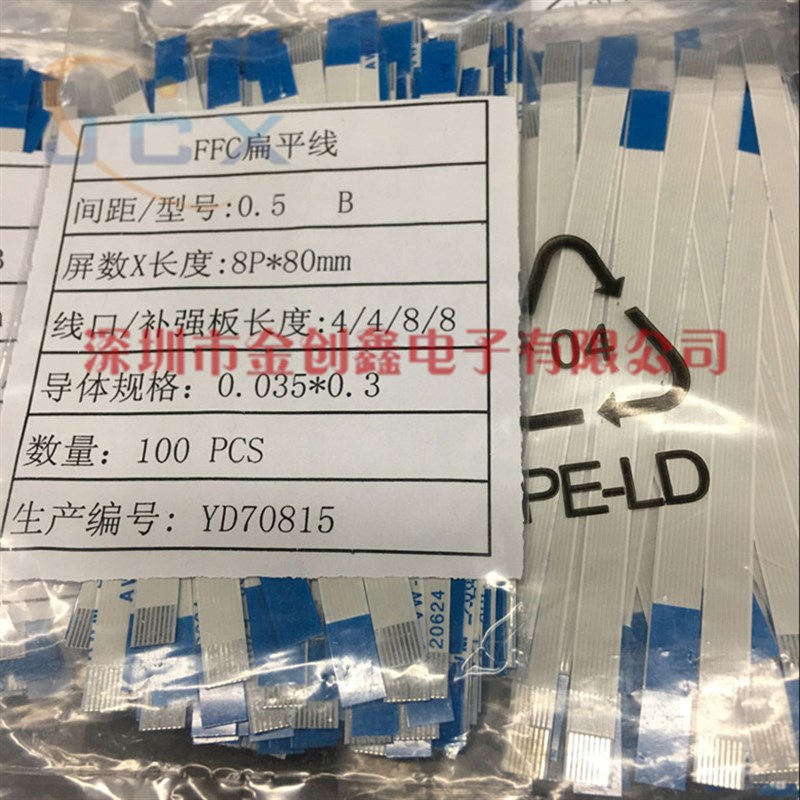 JCX
FFC扁平线
间距/型号:0.5 B
屏数X长度:8P*80mm
线口/补强板长度:4/4/8/8
深圳市金创鑫电子有限公司
导体规格: 0.035*0.3
数量: 100 PCS
生产编号: YD70815
04
PE-LD
20624